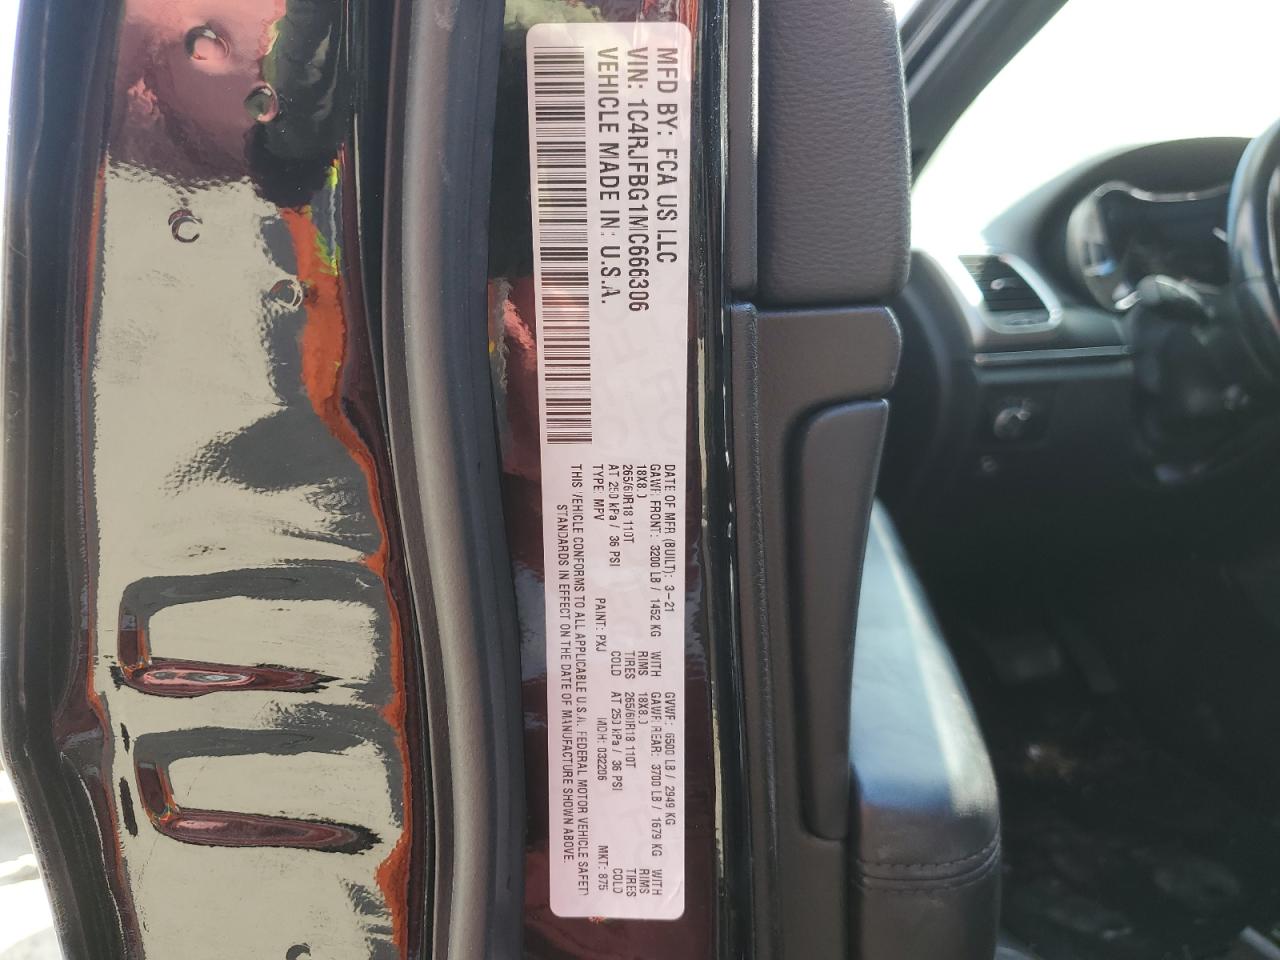 MFD BY: FCA US LLC
VIN: 1C4RJFBG1MC666306
VEHICLE MADE IN: U.S.A.
DATE OF MFR (BUILT): 3-21 GVWR: 6500 LB / 2949 KG
GAWR FRONT: 3200 LB / 1452 KG WITH GAWR REAR: 3700 LB / 1679 KG WITH
18X8.0 RIMS 18X8.0 RIMS
265/60R18 110T TIRES 265/60R18 110T TIRES
AT 250 kPa / 36 PSI COLD AT 250 kPa / 36 PSI COLD
TYPE: MPV PAINT: PXJ MDH: 032206 MKT: 875
THIS VEHICLE CONFORMS TO ALL APPLICABLE U.S.A. FEDERAL MOTOR VEHICLE SAFETY
STANDARDS IN EFFECT ON THE DATE OF MANUFACTURE SHOWN ABOVE.